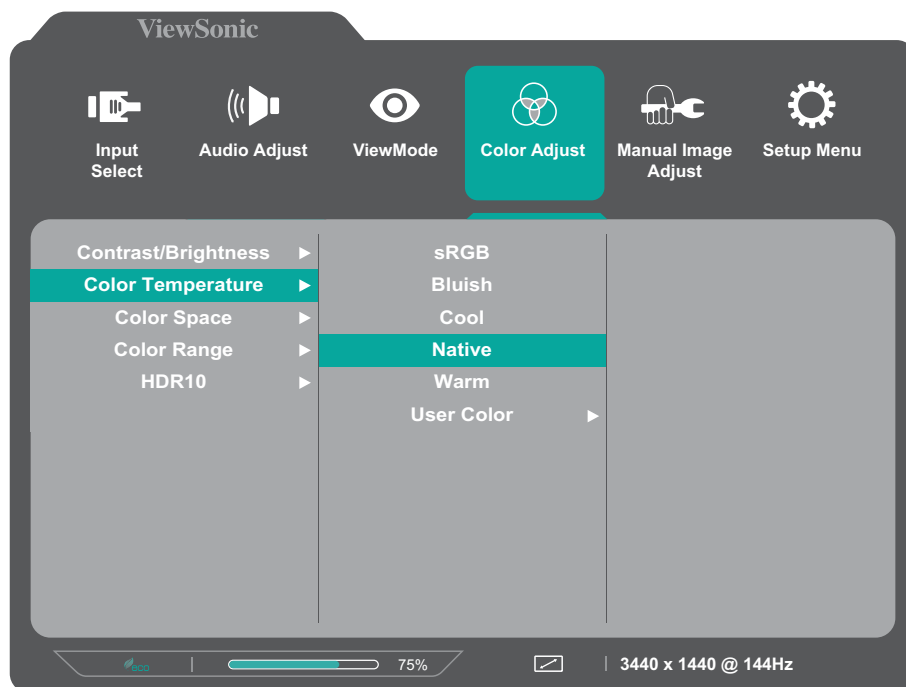 ViewSonic
Input Select
Audio Adjust
ViewMode
Color Adjust
Manual Image Adjust
Setup Menu
Contrast/Brightness
Color Temperature
Color Space
Color Range
HDR10
sRGB
Bluish
Cool
Native
Warm
User Color
eco
75%
3440 x 1440 @ 144Hz